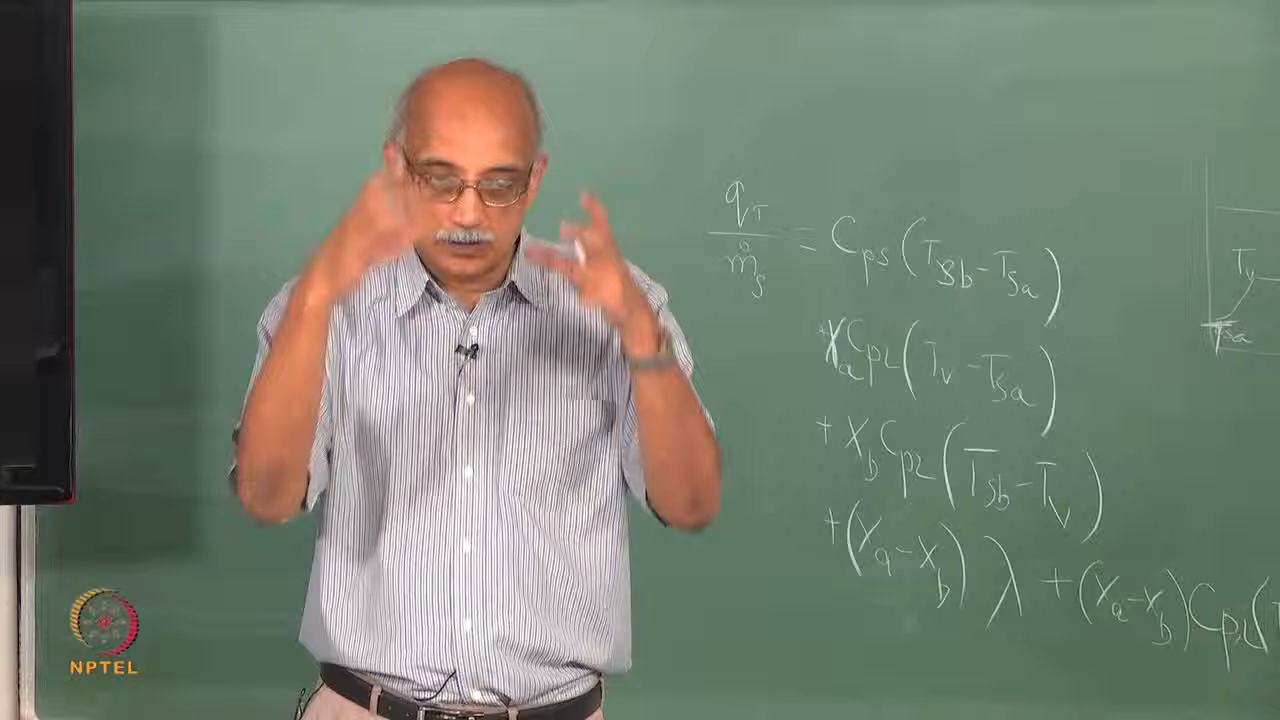 q_T / ṁ_s = C_ps (T_sb - T_sa)
+ X_a C_pL (T_v - T_sa)
+ X_b C_pL (T_sb - T_v)
+ (X_a - X_b) λ + (X_a - X_b) C_pL (T
T_v
T_sa
NPTEL